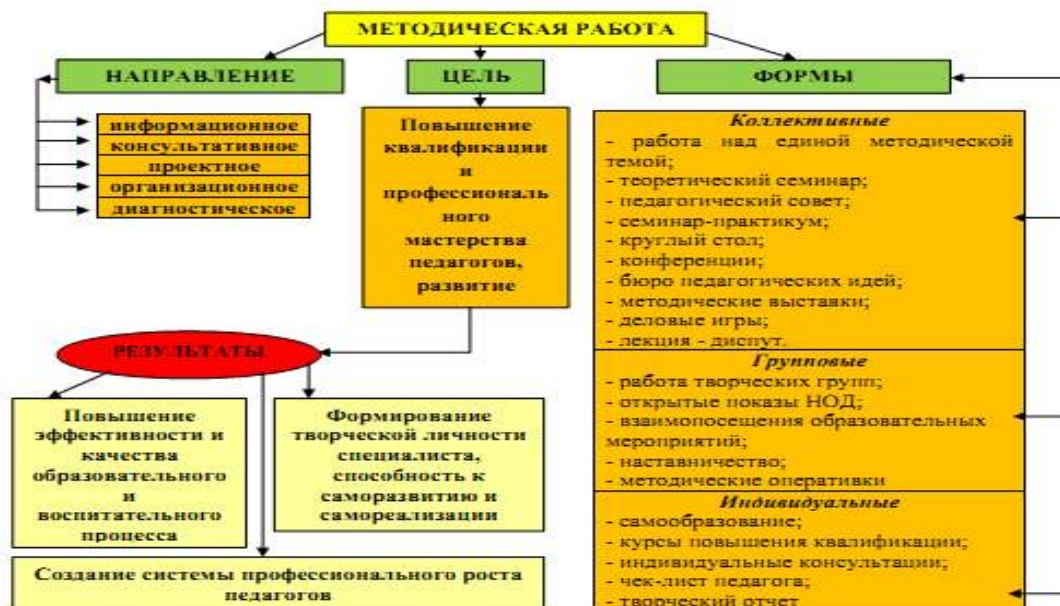 МЕТОДИЧЕСКАЯ РАБОТА
НАПРАВЛЕНИЕ
ЦЕЛЬ
ФОРМЫ
информационное
консультативное
проектное
организационное
диагностическое
Повышение
квалификации
и
профессиональ
ного
мастерства
педагогов,
развитие
Коллективные
- работа над единой методической
темой;
- теоретический семинар;
- педагогический совет;
- семинар-практикум;
- круглый стол;
- конференции;
- бюро педагогических идей;
- методические выставки;
- деловые игры;
- лекция - диспут.
Групповые
- работа творческих групп;
- открытые показы НОД;
- взаимопосещения образовательных
мероприятий;
- наставничество;
- методические оперативки
Индивидуальные
- самообразование;
- курсы повышения квалификации;
- индивидуальные консультации;
- чек-лист педагога;
- творческий отчет
РЕЗУЛЬТАТЫ
Повышение
эффективности и
качества
образовательного
и
воспитательного
процесса
Формирование
творческой личности
специалиста,
способность к
саморазвитию и
самореализации
Создание системы профессионального роста
педагогов